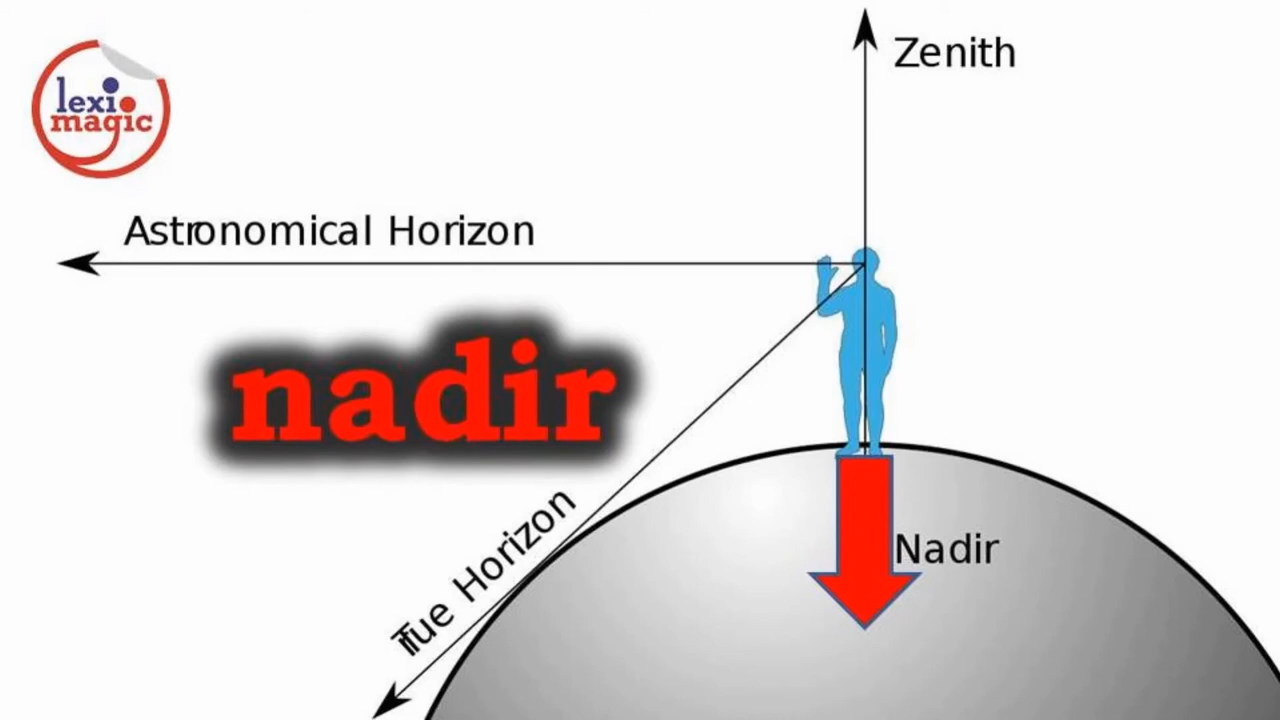 lexi
magic
Zenith
Astronomical Horizon
nadir
True Horizon
Nadir